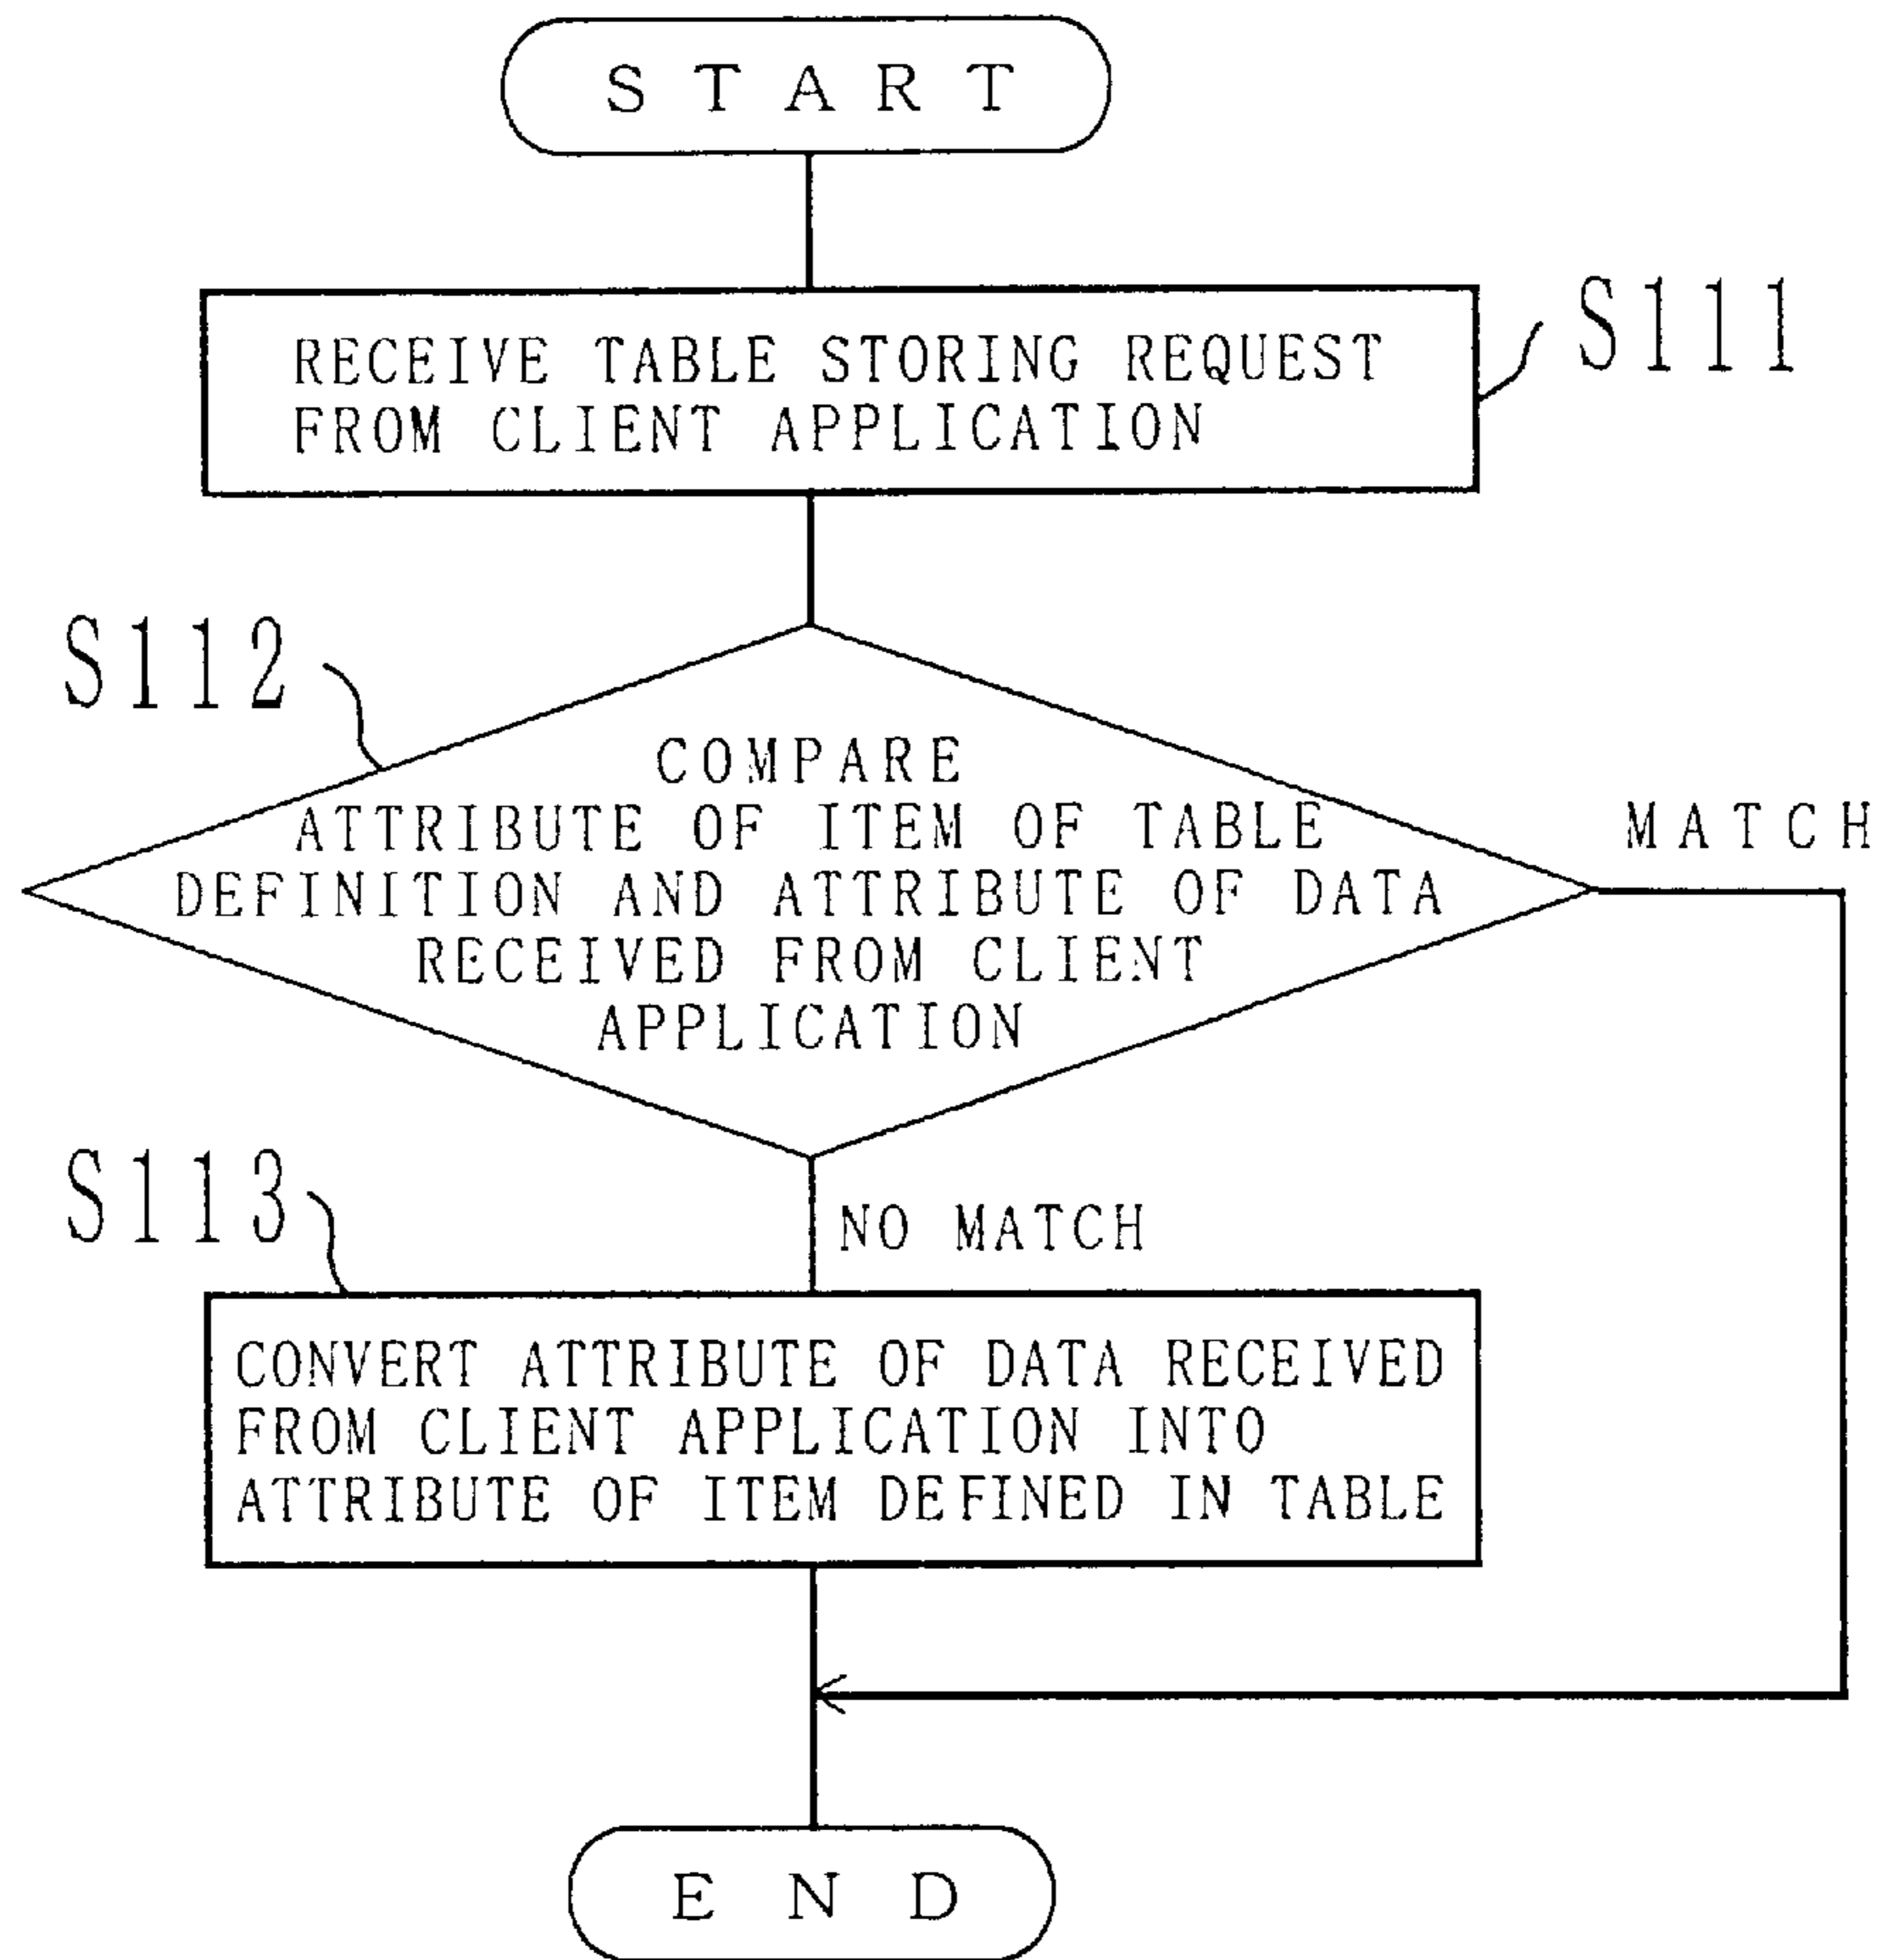 START
RECEIVE TABLE STORING REQUEST
FROM CLIENT APPLICATION
S111
S112
COMPARE
ATTRIBUTE OF ITEM OF TABLE
DEFINITION AND ATTRIBUTE OF DATA
RECEIVED FROM CLIENT
APPLICATION
MATCH
NO MATCH
S113
CONVERT ATTRIBUTE OF DATA RECEIVED
FROM CLIENT APPLICATION INTO
ATTRIBUTE OF ITEM DEFINED IN TABLE
END